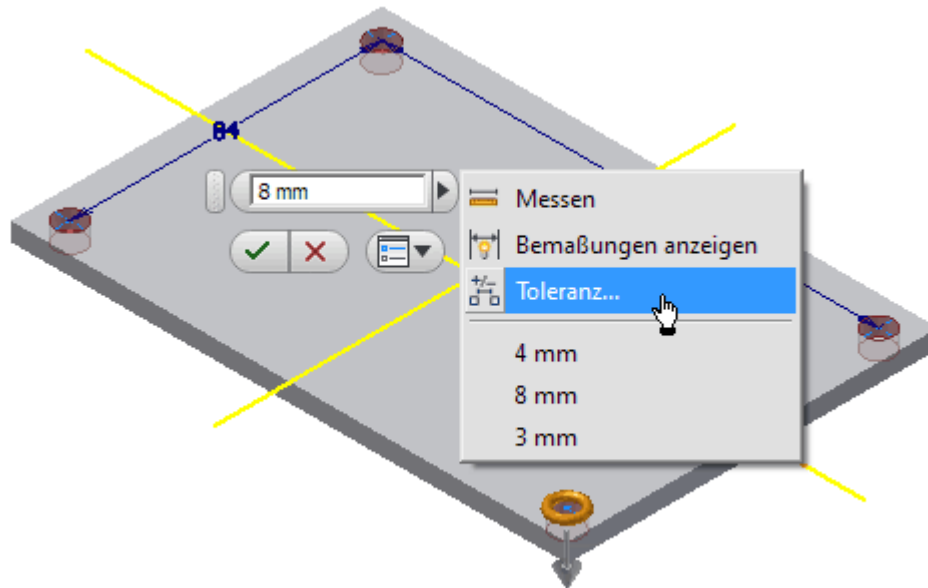 84
8 mm
Messen
Bemaßungen anzeigen
+/-
Toleranz...
4 mm
8 mm
3 mm